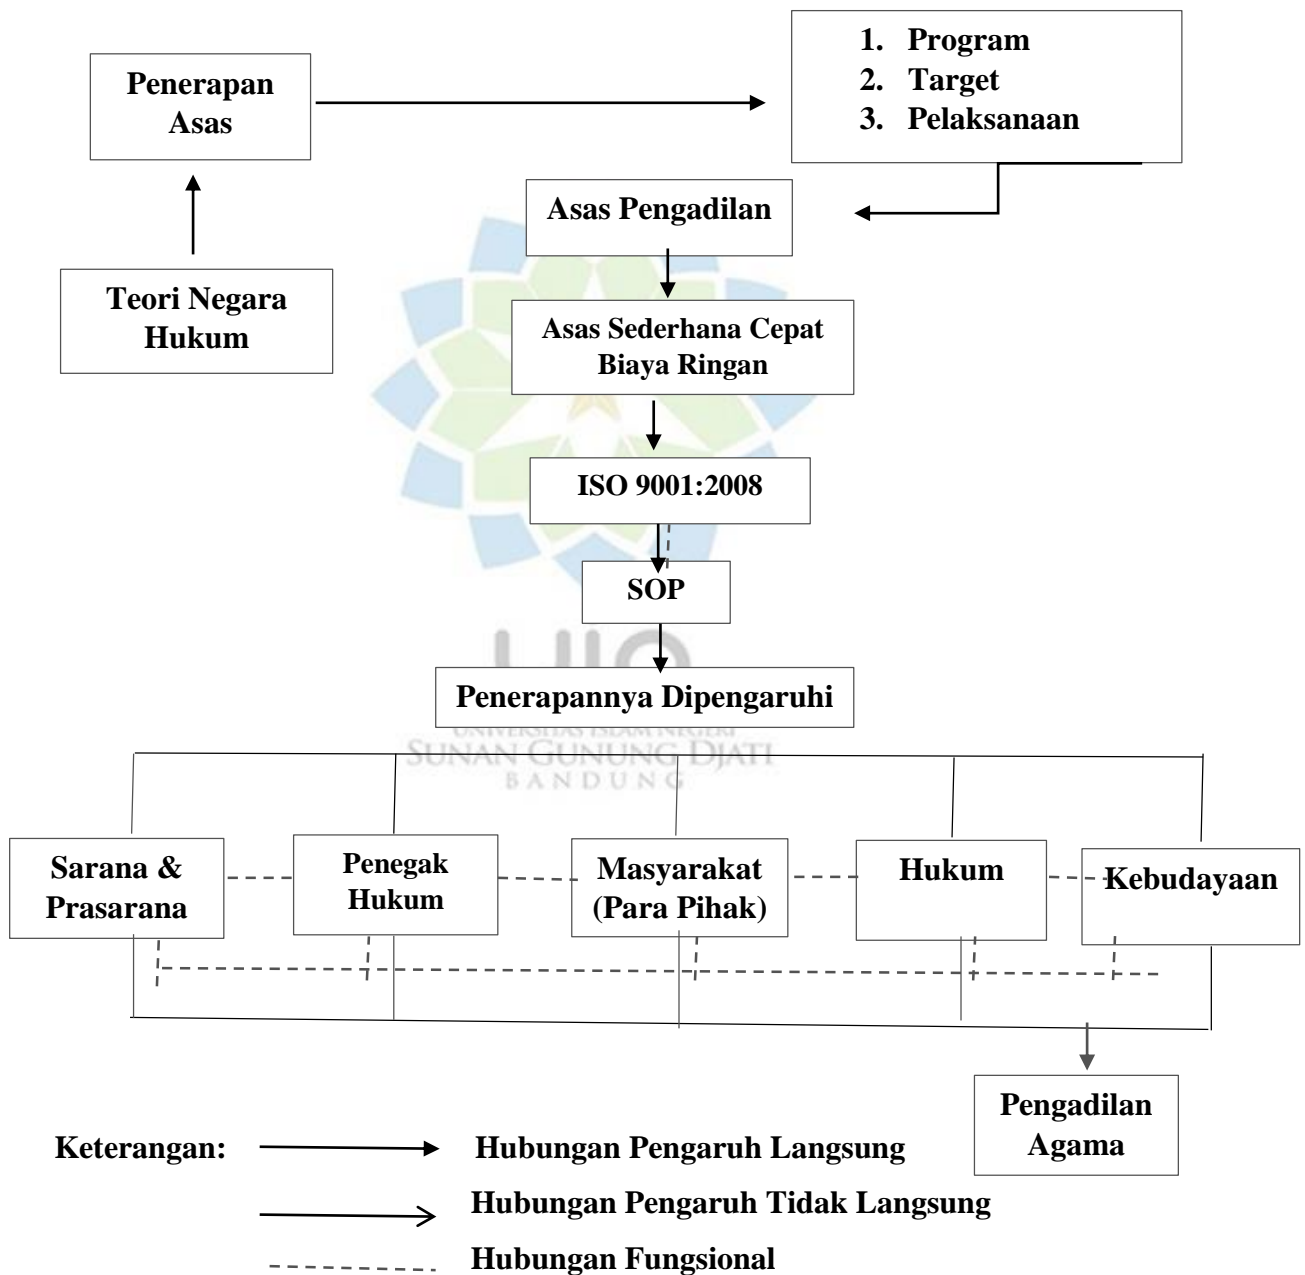 1. Program
2. Target
3. Pelaksanaan
Penerapan
Asas
Asas Pengadilan
Teori Negara
Hukum
Asas Sederhana Cepat
Biaya Ringan
ISO 9001:2008
SOP
UIN
Penerapannya Dipengaruhi
UNIVERSITAS ISLAM NEGERI
SUNAN GUNUNG DJATI
BANDUNG
Sarana &
Prasarana
Penegak
Hukum
Masyarakat
(Para Pihak)
Hukum
Kebudayaan
Pengadilan
Agama
Keterangan:
Hubungan Pengaruh Langsung
Hubungan Pengaruh Tidak Langsung
Hubungan Fungsional